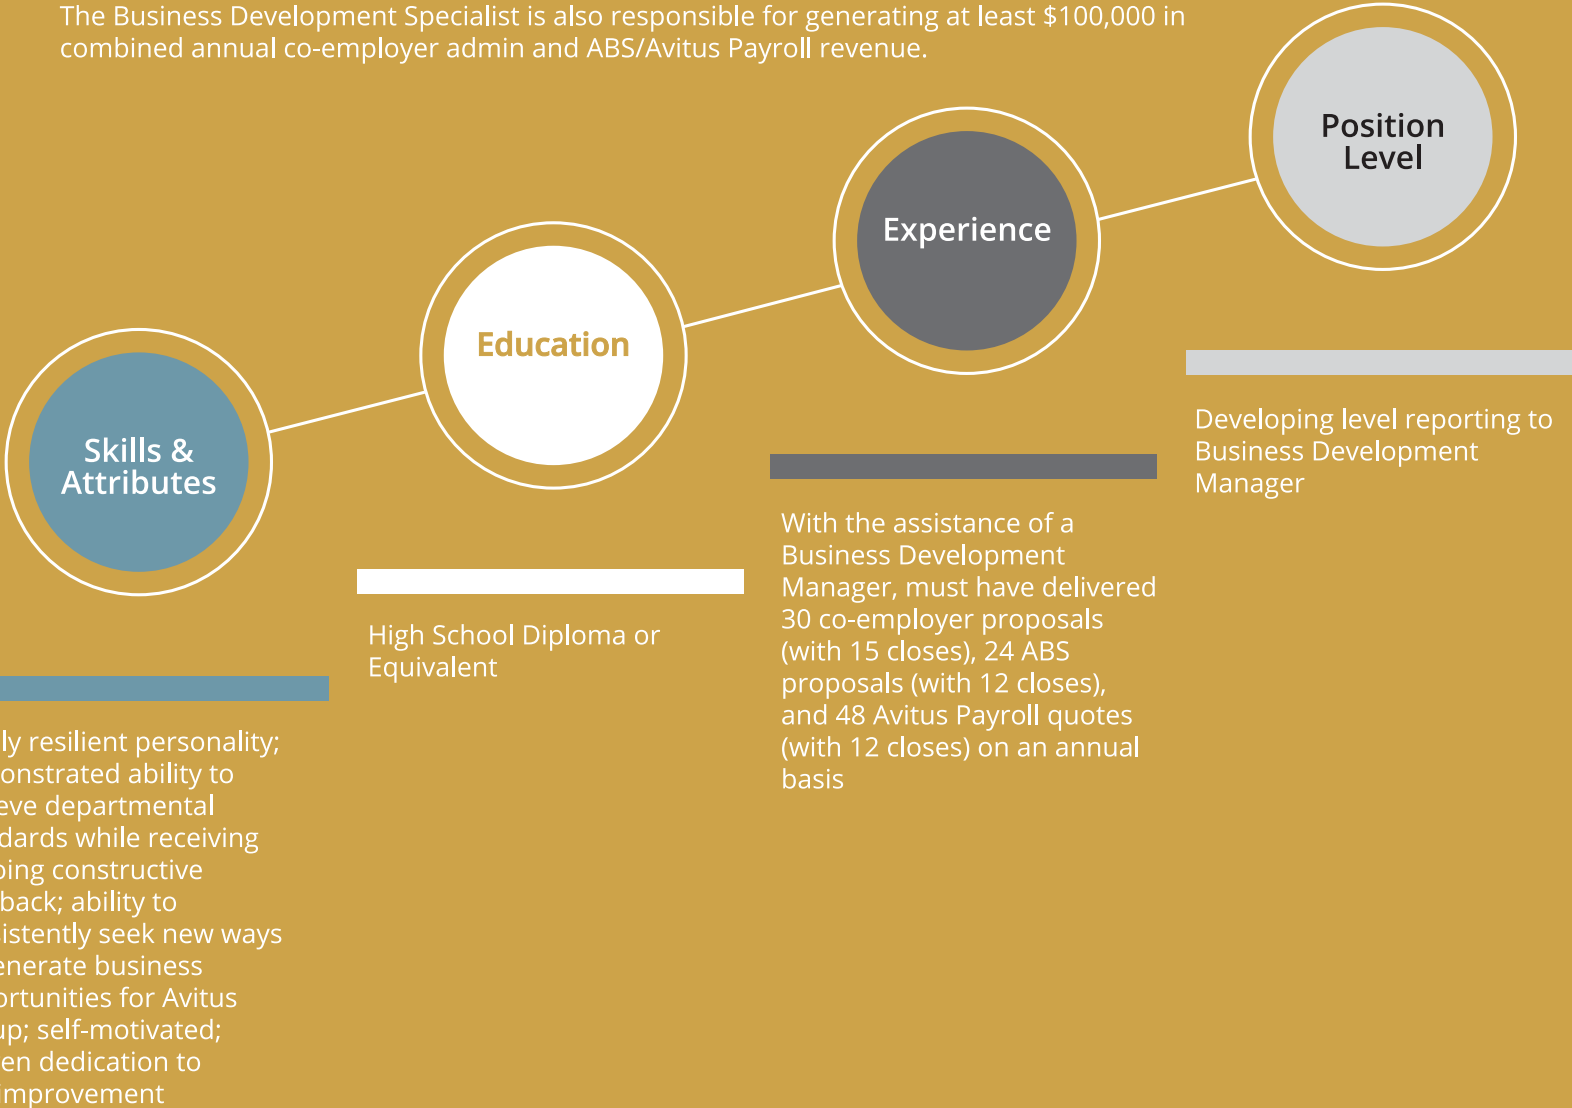 The Business Development Specialist is also responsible for generating at least $100,000 in
combined annual co-employer admin and ABS/Avitus Payroll revenue.
Skills &
Attributes
resilient personality;
ability to
departmental
while receiving
constructive
ability to
seek new ways
business
for Avitus
self-motivated;
dedication to
improvement
Education
High School Diploma or
Equivalent
Experience
With the assistance of a
Business Development
Manager, must have delivered
30 co-employer proposals
(with 15 closes), 24 ABS
proposals (with 12 closes),
and 48 Avitus Payroll quotes
(with 12 closes) on an annual
basis
Position
Level
Developing level reporting to
Business Development
Manager